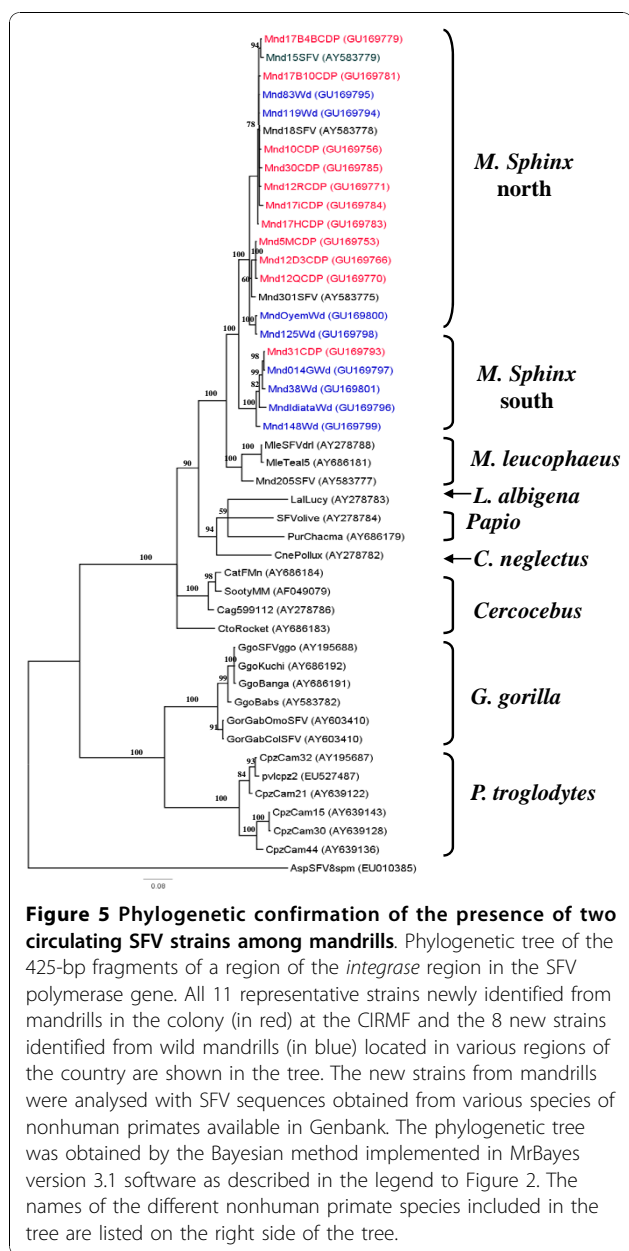 94
Mnd17B4BCDP (GU169779)
Mnd15SFV (AY583779)
Mnd17B10CDP (GU169781)
Mnd83Wd (GU169795)
Mnd119Wd (GU169794)
78
Mnd18SFV (AY583778)
Mnd10CDP (GU169756)
Mnd30CDP (GU169785)
Mnd12RCDP (GU169771)
Mnd17iCDP (GU169784)
Mnd17HCDP (GU169783)
M. Sphinx
north
100
100
Mnd5MCDP (GU169753)
Mnd12D3CDP (GU169766)
60
Mnd12QCDP (GU169770)
Mnd301SFV (AY583775)
100
MndOyemWd (GU169800)
Mnd125Wd (GU169798)
100
98
Mnd31CDP (GU169793)
99
Mnd014GWd (GU169797)
82
Mnd38Wd (GU169801)
100
MndIdiataWd (GU169796)
Mnd148Wd (GU169799)
M. Sphinx
south
100
100
MleSFVdrl (AY278788)
MleTeal5 (AY686181)
100
Mnd205SFV (AY583777)
M. leucophaeus
90
LalLucy (AY278783)
L. albigena
59
SFVolive (AY278784)
PurChacma (AY686179)
Papio
94
CnePollux (AY278782)
C. neglectus
100
98
CatFMn (AY686184)
SootyMM (AF049079)
100
Cag599112 (AY278786)
CtoRocket (AY686183)
Cercocebus
GgoSFVggo (AY195688)
100
GgoKuchi (AY686192)
99
GgoBanga (AY686191)
GgoBabs (AY583782)
100
91
GorGabOmoSFV (AY603410)
GorGabColSFV (AY603410)
G. gorilla
100
93
CpzCam32 (AY195687)
84
pvlcpz2 (EU527487)
CpzCam21 (AY639122)
100
100
CpzCam15 (AY639143)
100
CpzCam30 (AY639128)
CpzCam44 (AY639136)
P. troglodytes
AspSFV8spm (EU010385)
0.08
Figure 5 Phylogenetic confirmation of the presence of two
circulating SFV strains among mandrills. Phylogenetic tree of the
425-bp fragments of a region of the integrase region in the SFV
polymerase gene. All 11 representative strains newly identified from
mandrills in the colony (in red) at the CIRMF and the 8 new strains
identified from wild mandrills (in blue) located in various regions of
the country are shown in the tree. The new strains from mandrills
were analysed with SFV sequences obtained from various species of
nonhuman primates available in Genbank. The phylogenetic tree
was obtained by the Bayesian method implemented in MrBayes
version 3.1 software as described in the legend to Figure 2. The
names of the different nonhuman primate species included in the
tree are listed on the right side of the tree.